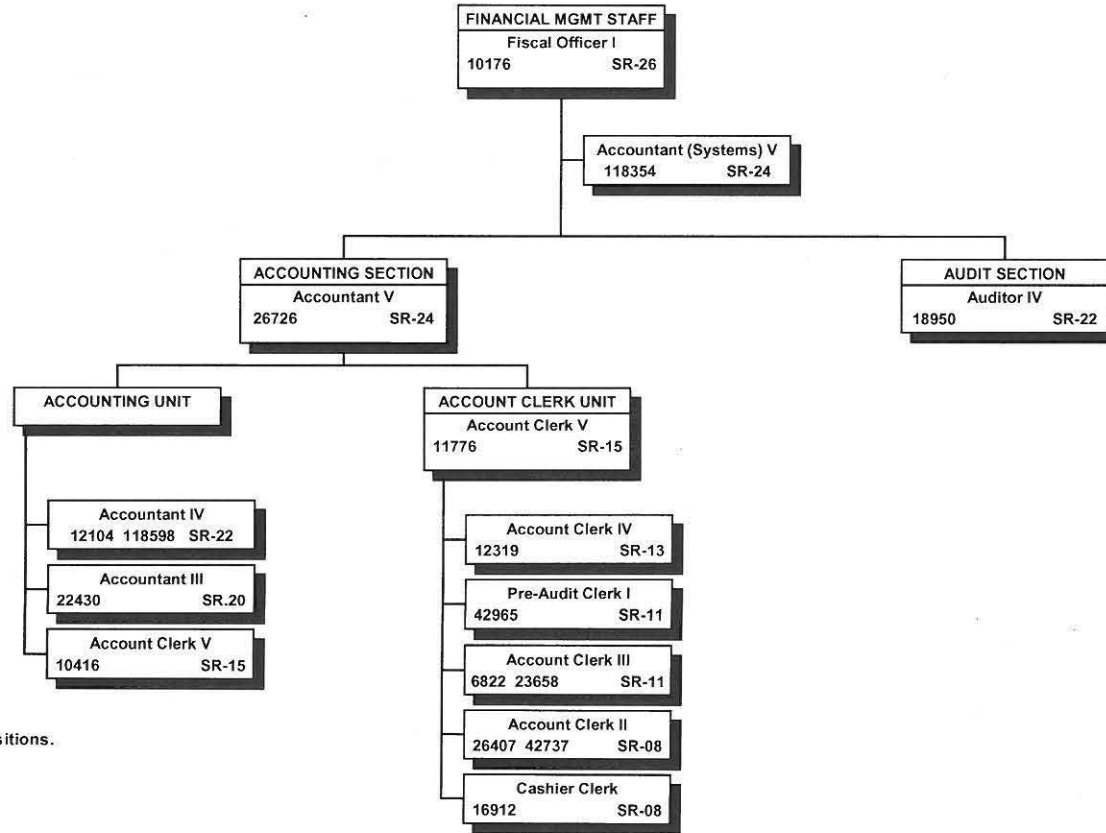 FINANCIAL MGMT STAFF
Fiscal Officer I
10176 SR-26
Accountant (Systems) V
118354 SR-24
ACCOUNTING SECTION
Accountant V
26726 SR-24
AUDIT SECTION
Auditor IV
18950 SR-22
ACCOUNTING UNIT
ACCOUNT CLERK UNIT
Account Clerk V
11776 SR-15
Accountant IV
12104 118598 SR-22
Accountant III
22430 SR.20
Account Clerk V
10416 SR-15
Account Clerk IV
12319 SR-13
Pre-Audit Clerk I
42965 SR-11
Account Clerk III
6822 23658 SR-11
Account Clerk II
26407 42737 SR-08
Cashier Clerk
16912 SR-08
sitions.